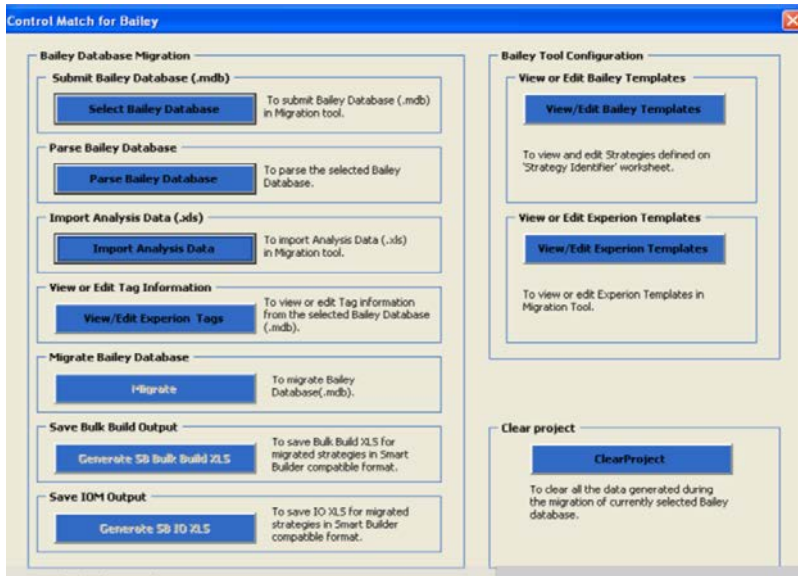 Control Match for Bailey
Bailey Database Migration
Submit Bailey Database (.mdb)
Select Bailey Database
To submit Bailey Database (.mdb)
in Migration tool.
Parse Bailey Database
Parse Bailey Database
To parse the selected Bailey
Database.
Import Analysis Data (.xls)
Import Analysis Data
To import Analysis Data (.xls)
in Migration tool.
View or Edit Tag Information
View/Edit Experion Tags
To view or edit Tag information
from the selected Bailey Database
(.mdb).
Migrate Bailey Database
Migrate
To migrate Bailey
Database(.mdb).
Save Bulk Build Output
Generate SB Bulk Build XLS
To save Bulk Build XLS for
migrated strategies in Smart
Builder compatible format.
Save IOM Output
Generate SB IO XLS
To save IO XLS for migrated
strategies in Smart Builder
compatible format.
Bailey Tool Configuration
View or Edit Bailey Templates
View/Edit Bailey Templates
To view and edit Strategies defined on
'Strategy Identifier' worksheet.
View or Edit Experion Templates
View/Edit Experion Templates
To view or edit Experion Templates in
Migration Tool.
Clear project
ClearProject
To clear all the data generated during
the migration of currently selected Bailey
database.